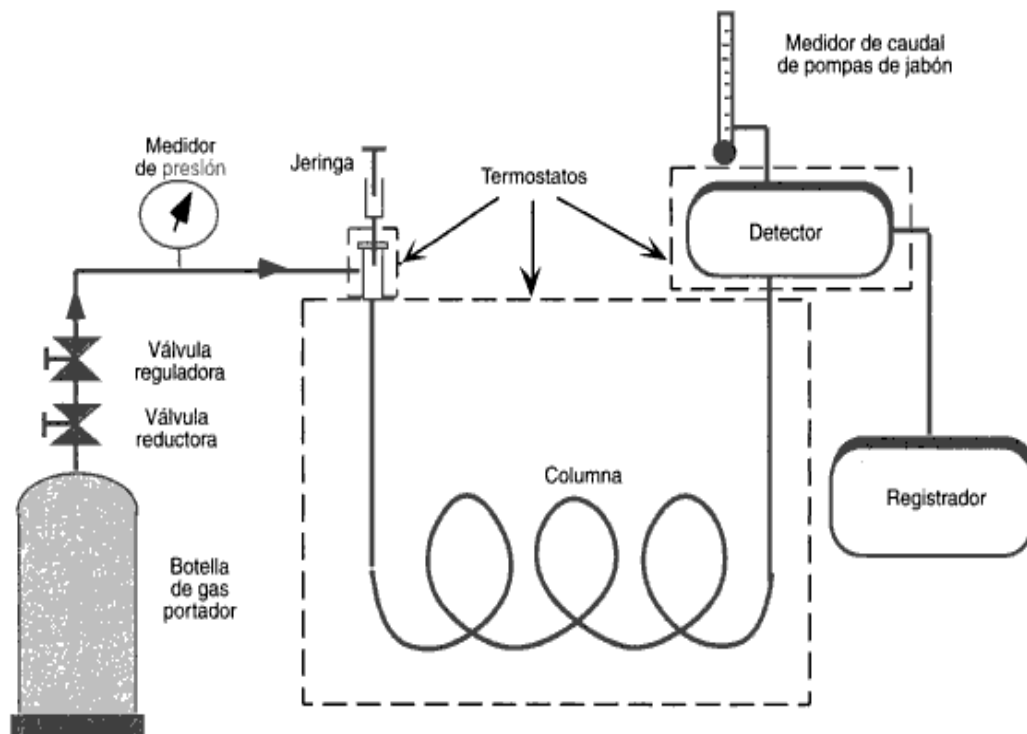 Medidor de caudal
de pompas de jabón
Medidor
de presión
Jeringa
Termostatos
Detector
Válvula
reguladora
Válvula
reductora
Columna
Registrador
Botella
de gas
portador